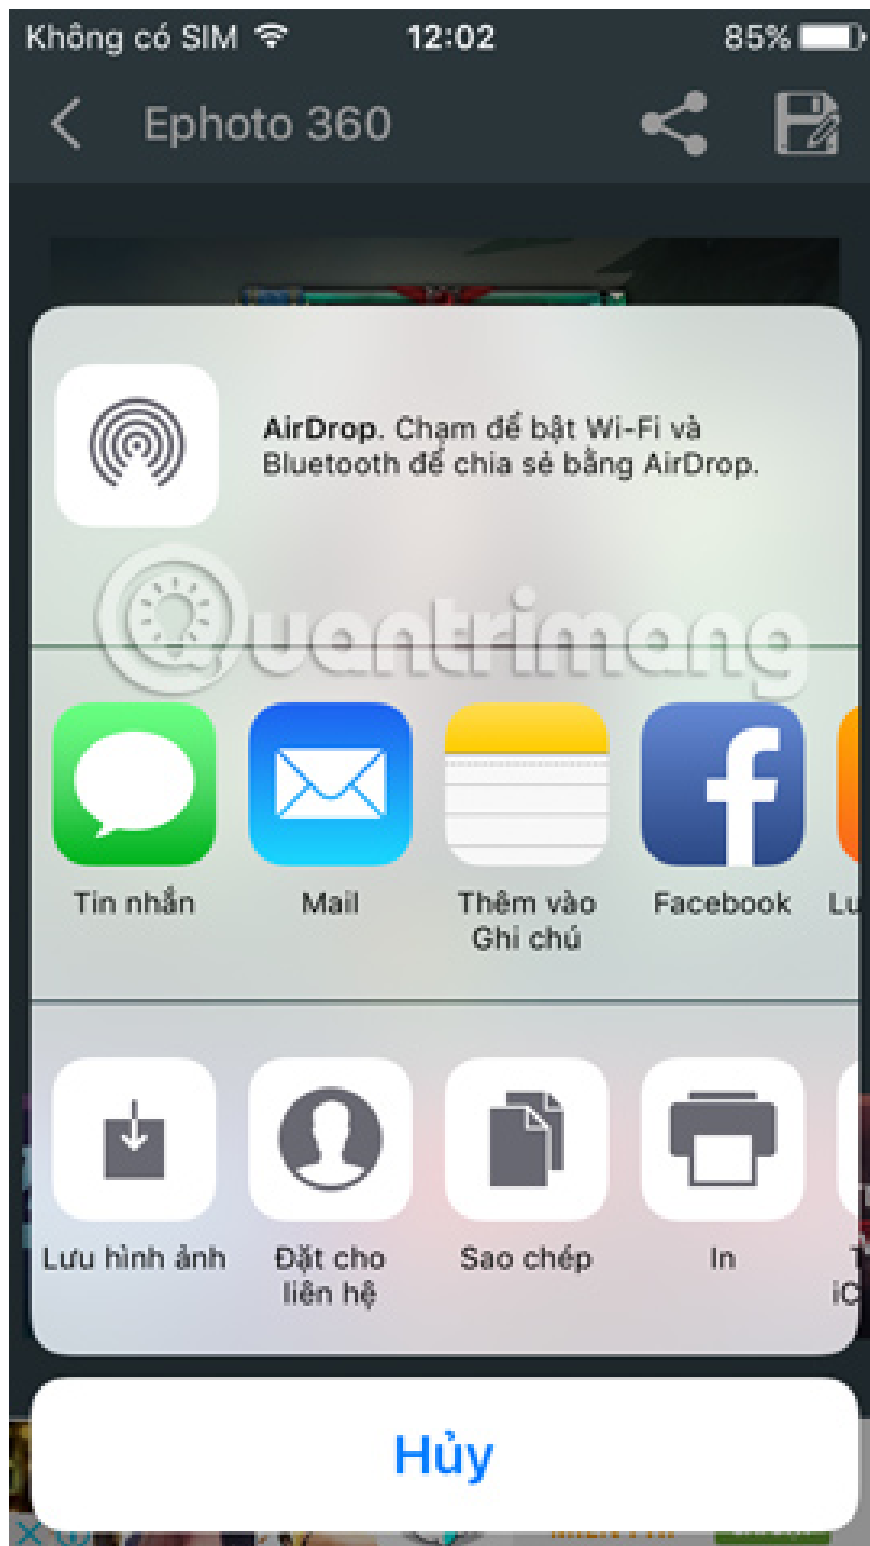 Không có SIM 12:02 85%
Ephoto 360
AirDrop. Chạm để bật Wi-Fi và
Bluetooth để chia sẻ bằng AirDrop.
Quantrimang
Tin nhắn Mail Thêm vào Facebook Lu
Ghi chú
Lưu hình ảnh Đặt cho Sao chép In
liên hệ iC
Hủy